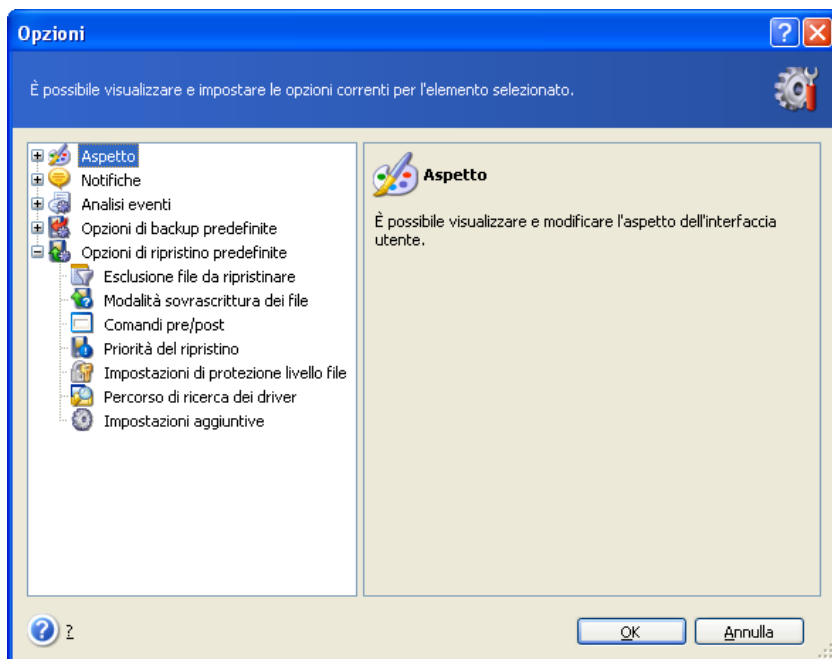 Opzioni
È possibile visualizzare e impostare le opzioni correnti per l'elemento selezionato.
Aspetto
Notifiche
Analisi eventi
Opzioni di backup predefinite
Opzioni di ripristino predefinite
Esclusione file da ripristinare
Modalità sovrascrittura dei file
Comandi pre/post
Priorità del ripristino
Impostazioni di protezione livello file
Percorso di ricerca dei driver
Impostazioni aggiuntive
Aspetto
È possibile visualizzare e modificare l'aspetto dell'interfaccia
utente.
?
OK
Annulla